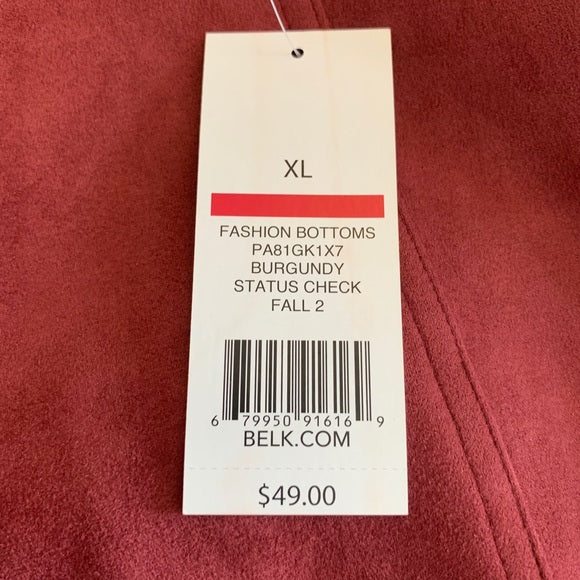 XL
FASHION BOTTOMS
PA81GK1X7
BURGUNDY
STATUS CHECK
FALL 2
6 79950 91616 9
BELK.COM
$49.00